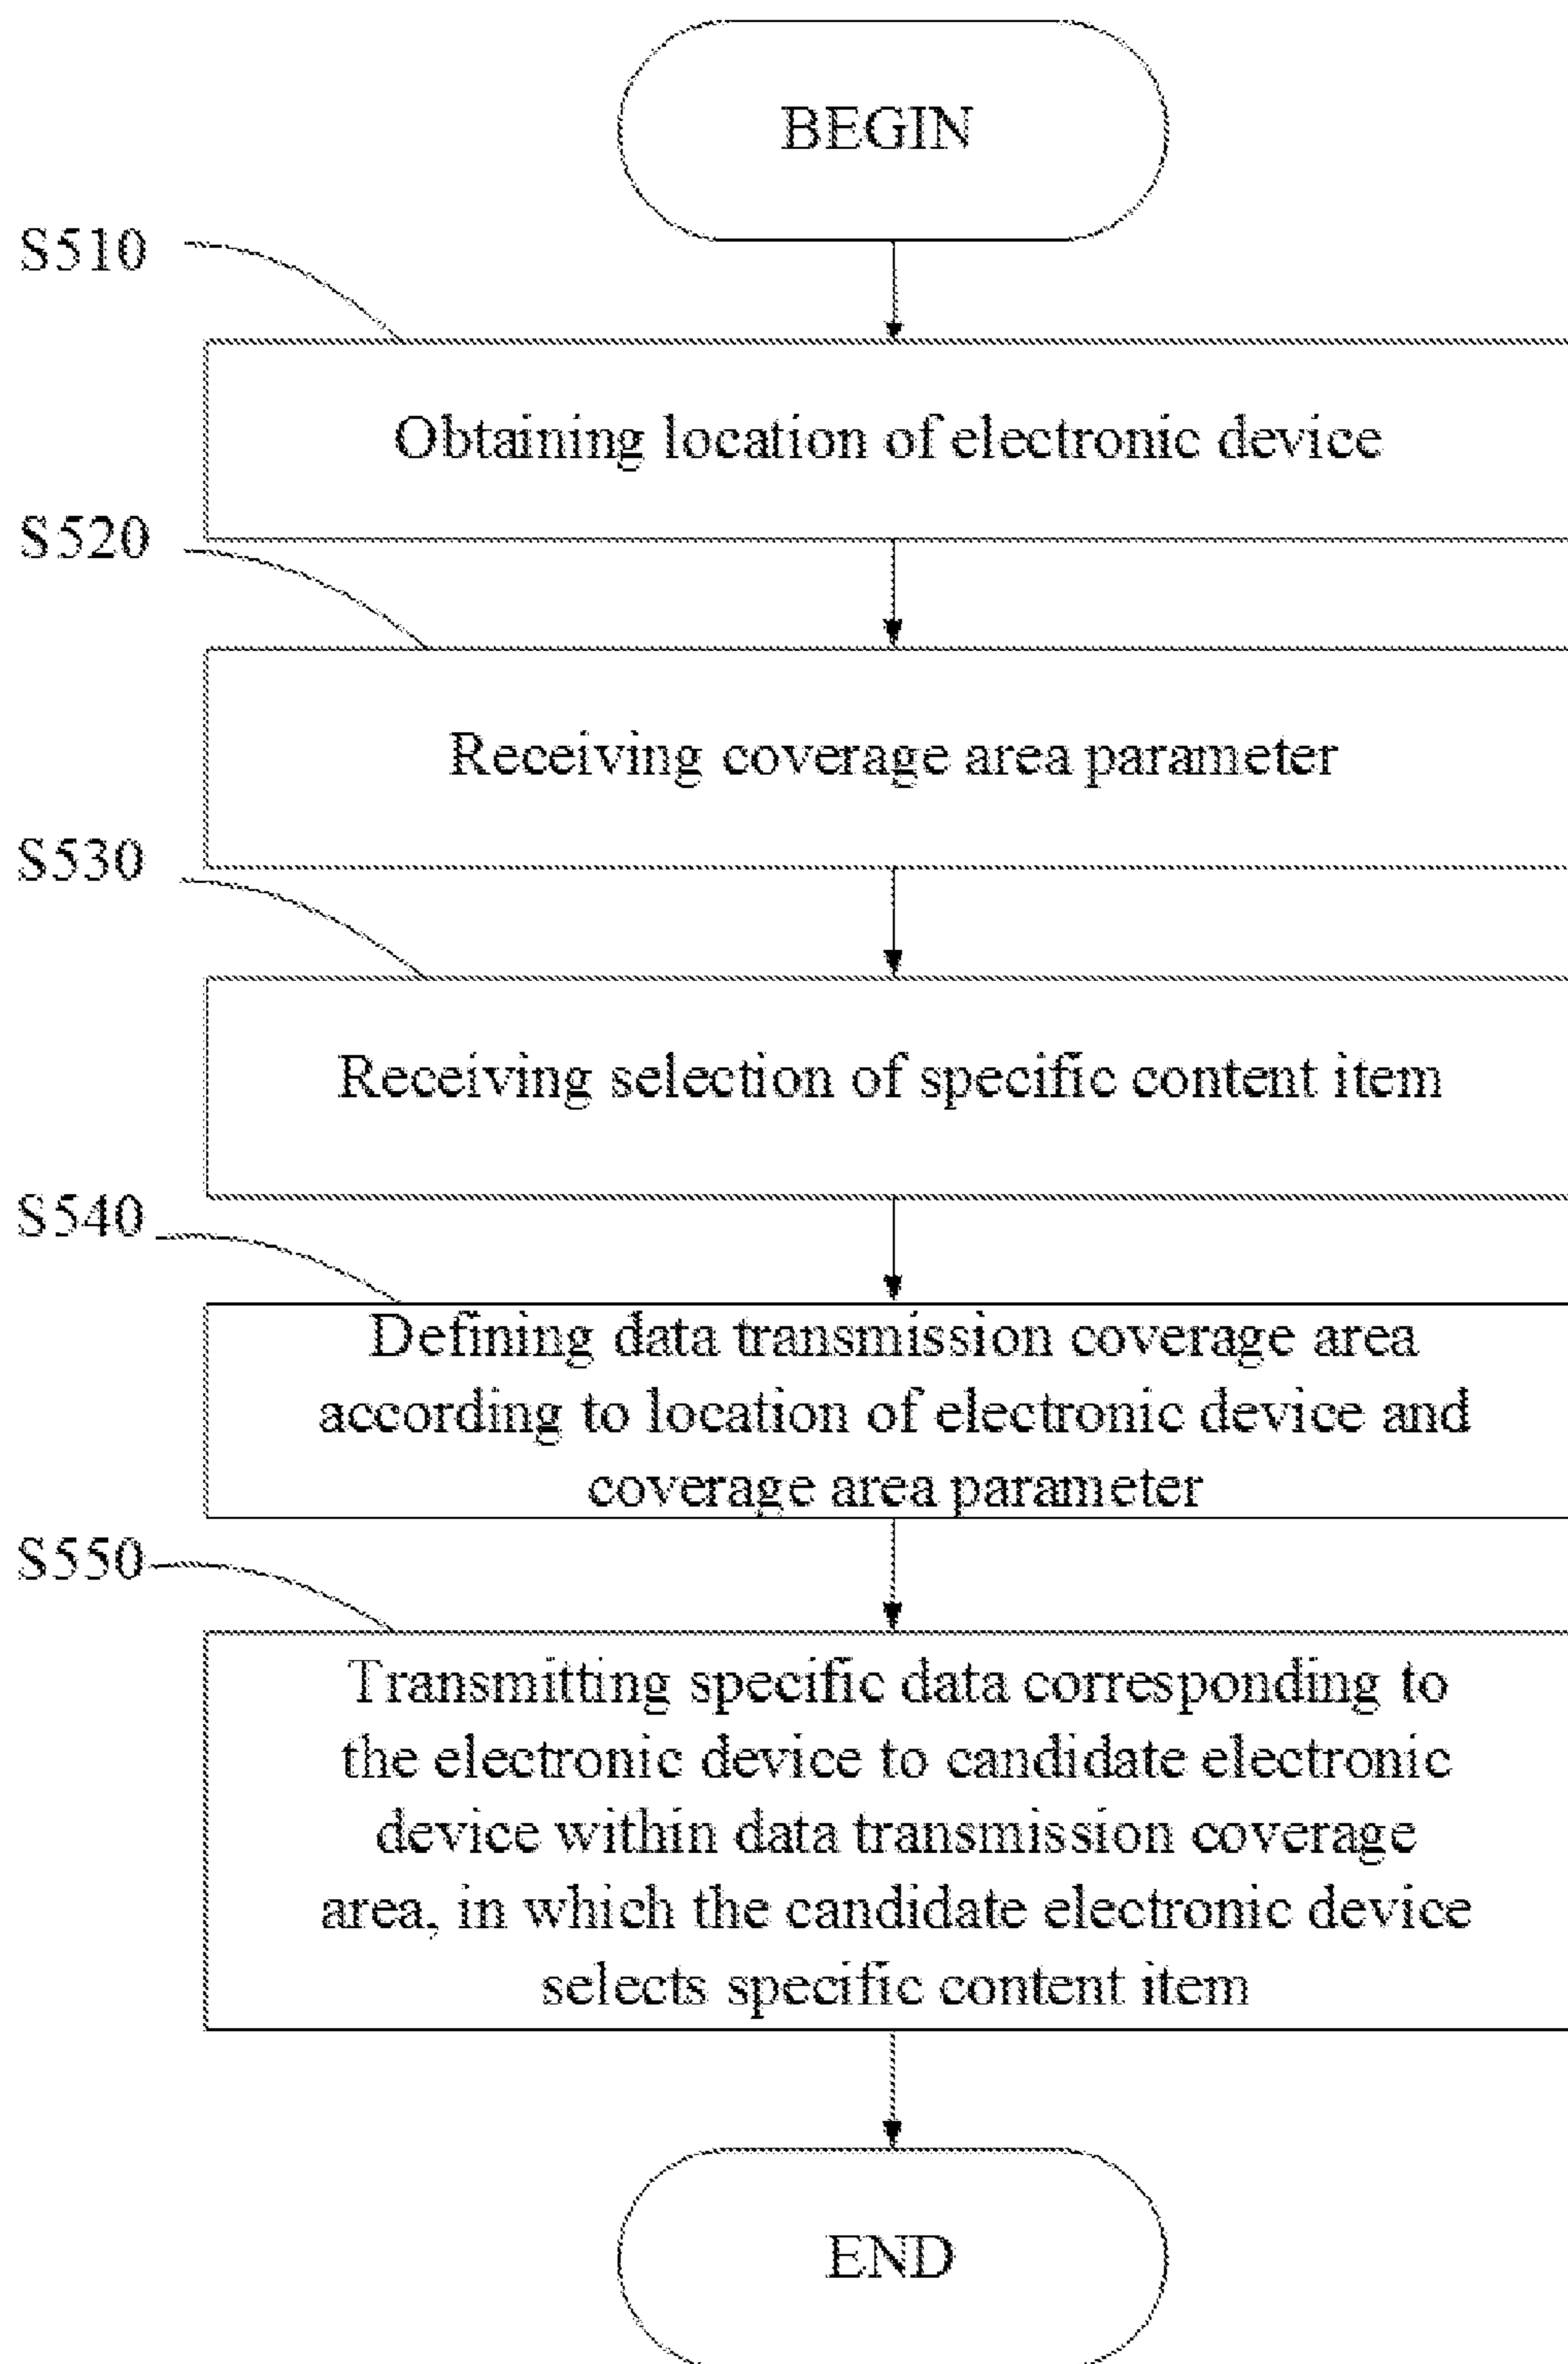 BEGIN
S510
Obtaining location of electronic device
S520
Receiving coverage area parameter
S530
Receiving selection of specific content item
S540
Defining data transmission coverage area
according to location of electronic device and
coverage area parameter
S550
Transmitting specific data corresponding to
the electronic device to candidate electronic
device within data transmission coverage
area, in which the candidate electronic device
selects specific content item
END